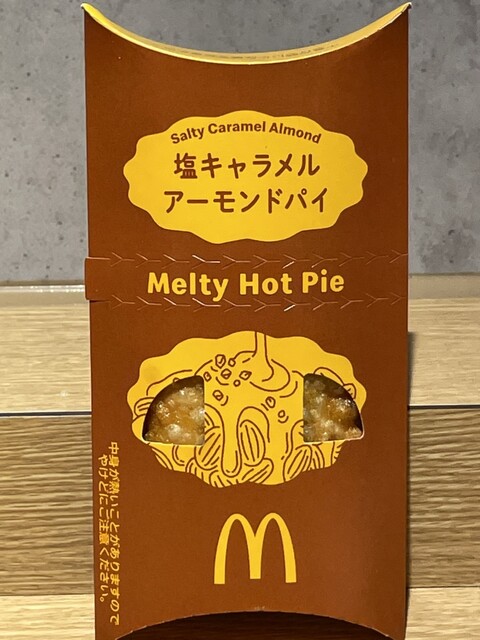 Salty Caramel Almond
塩キャラメル
アーモンドパイ
Melty Hot Pie
中身が熱いことがありますので
やけどにご注意ください。